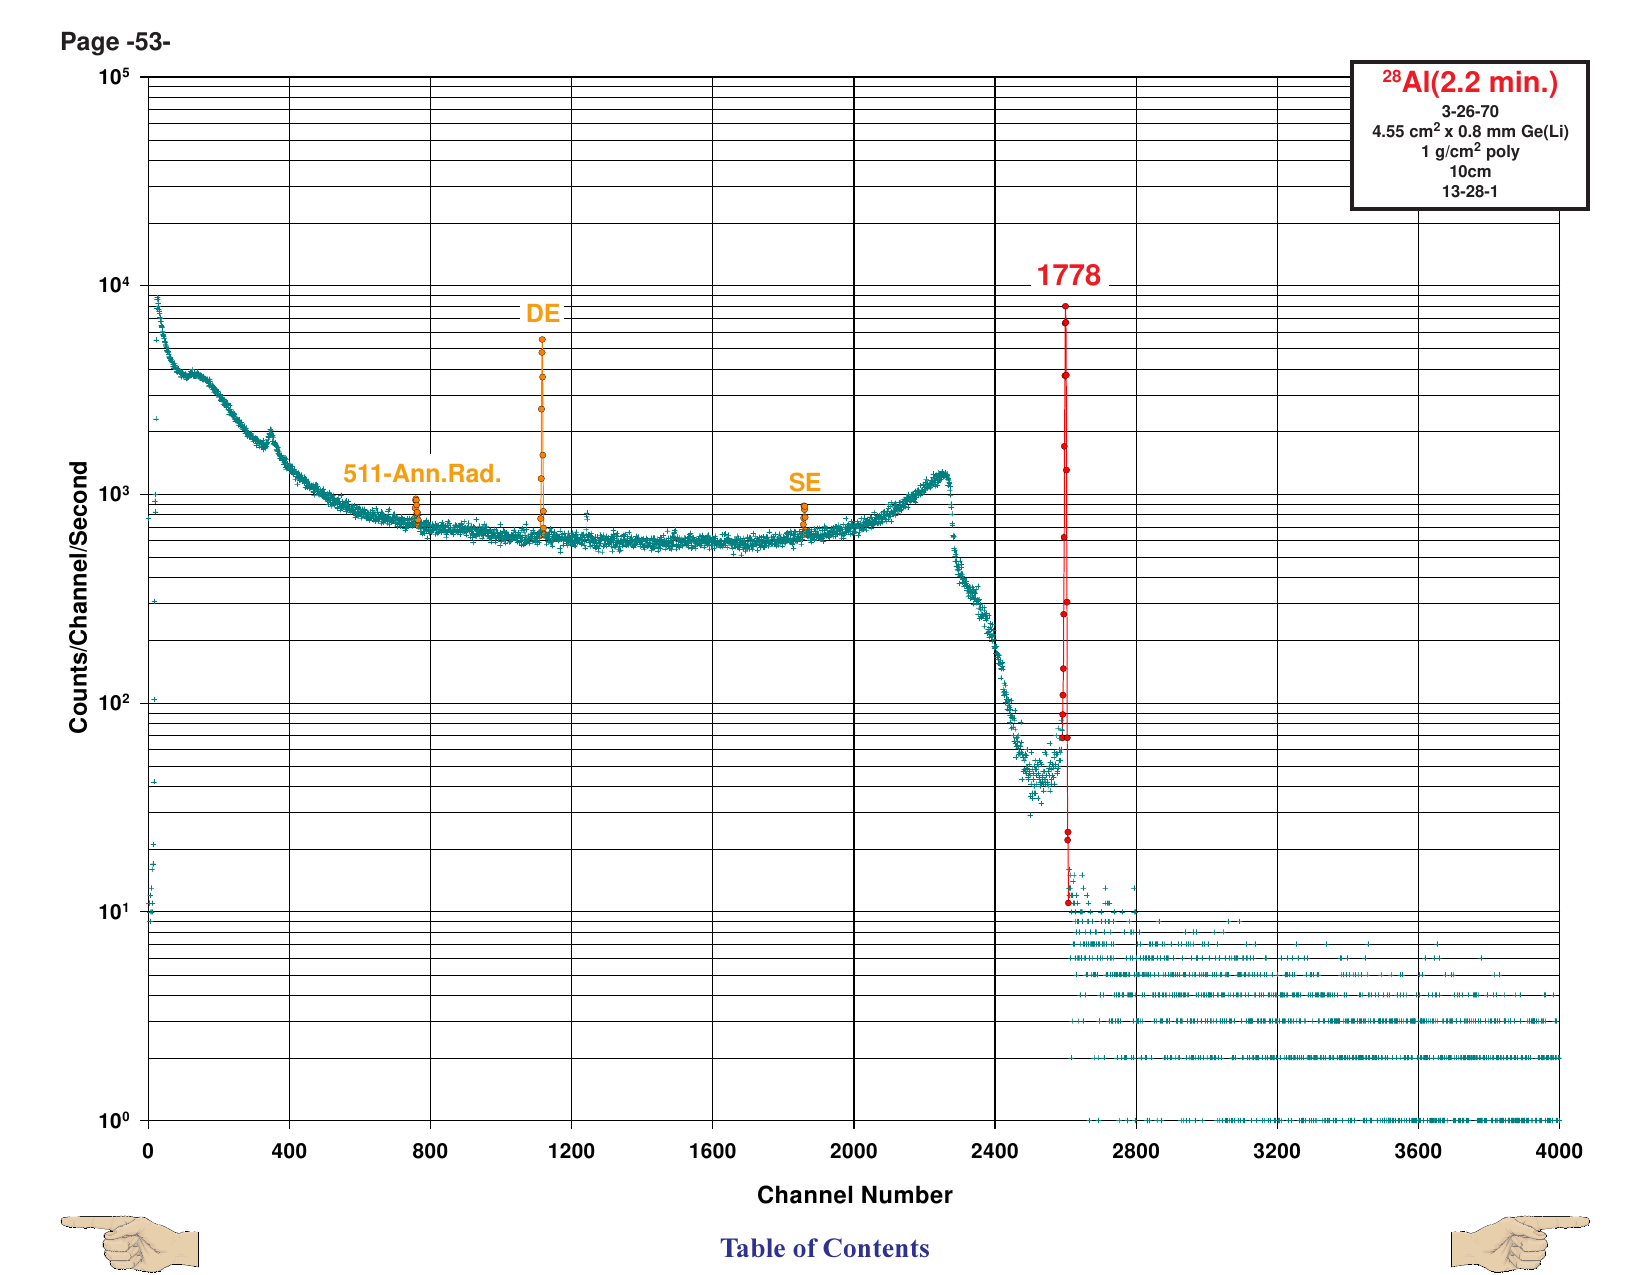 Page -53-
²⁸Al(2.2 min.)
3-26-70
4.55 cm² x 0.8 mm Ge(Li)
1 g/cm² poly
10cm
13-28-1
10⁵
10⁴
10³
10²
10¹
10⁰
Counts/Channel/Second
1778
DE
511-Ann.Rad.
SE
0 400 800 1200 1600 2000 2400 2800 3200 3600 4000
Channel Number
Table of Contents